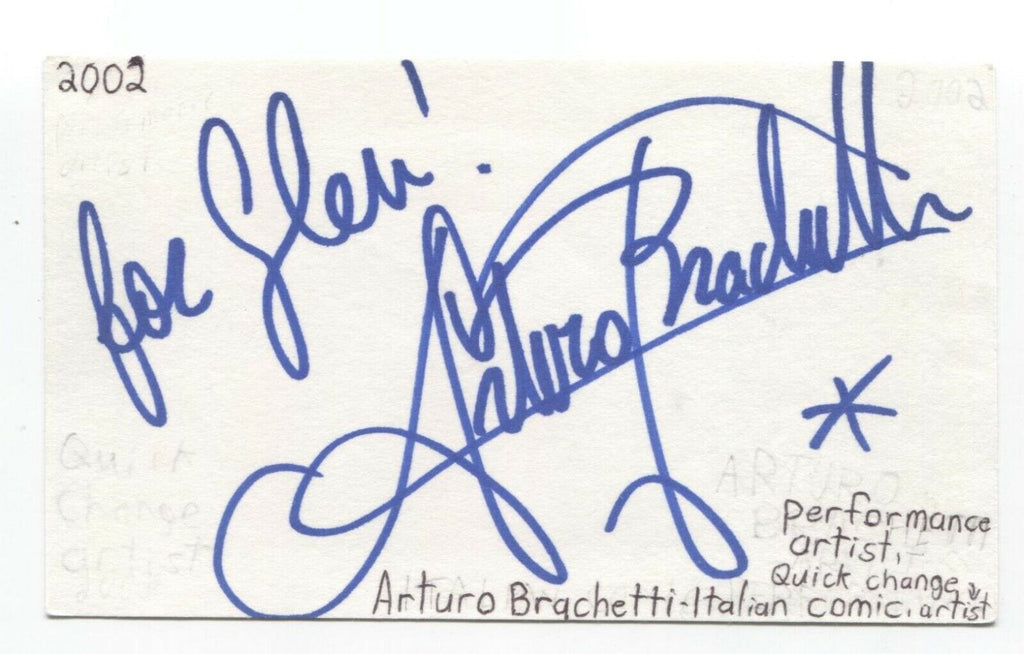 2002
for Glen!
Arturo Brachetti
performance
artist,
Quick change
Arturo Brachetti-Italian comic, artist